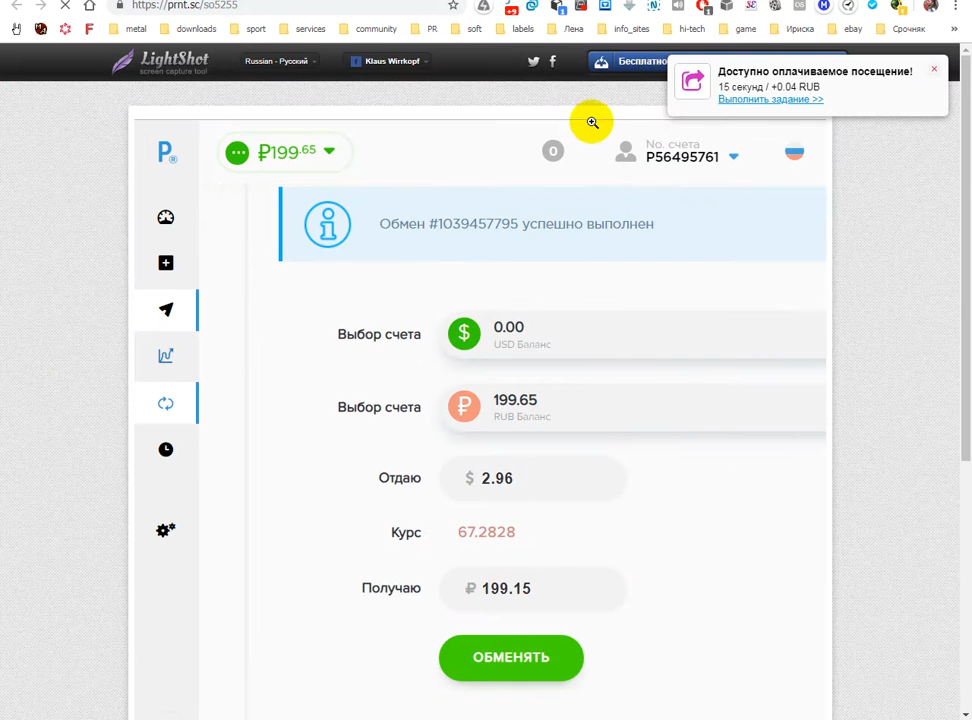 https://prnt.sc/so5255
metal downloads sport services community PR soft labels Лена info_sites hi-tech game Ириска ebay Срочняк
LightShot
screen capture tool
Russian - Русский
Klaus Wirrkopf
Бесплатно
Доступно оплачиваемое посещение!
15 секунд / +0.04 RUB
Выполнить задание >>
P®
₽199.65
0
No. счета
P56495761
Обмен #1039457795 успешно выполнен
Выбор счета
$
0.00
USD Баланс
Выбор счета
₽
199.65
RUB Баланс
Отдаю $ 2.96
Курс 67.2828
Получаю ₽ 199.15
ОБМЕНЯТЬ